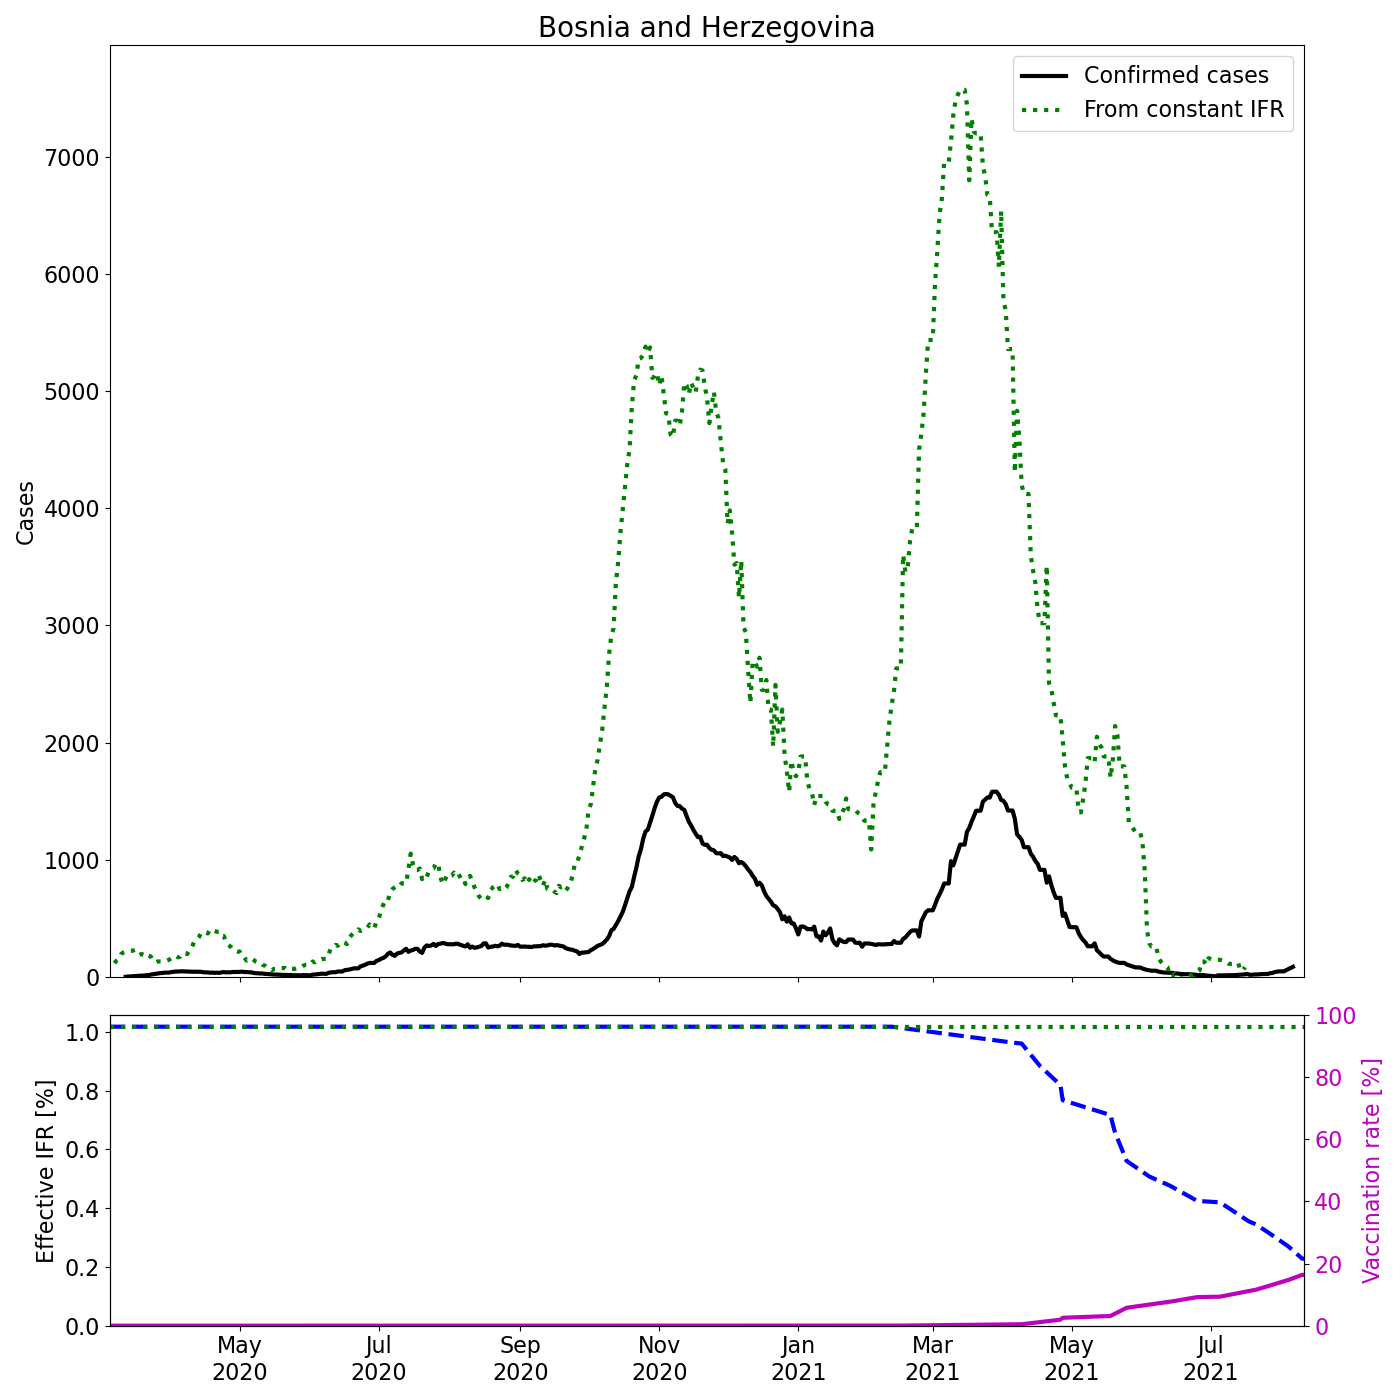 Bosnia and Herzegovina
Confirmed cases
From constant IFR
Cases
7000
6000
5000
4000
3000
2000
1000
0
Effective IFR [%]
1.0
0.8
0.6
0.4
0.2
0.0
100
80
60
40
20
0
Vaccination rate [%]
May Jul Sep Nov Jan Mar May Jul
2020 2020 2020 2020 2021 2021 2021 2021